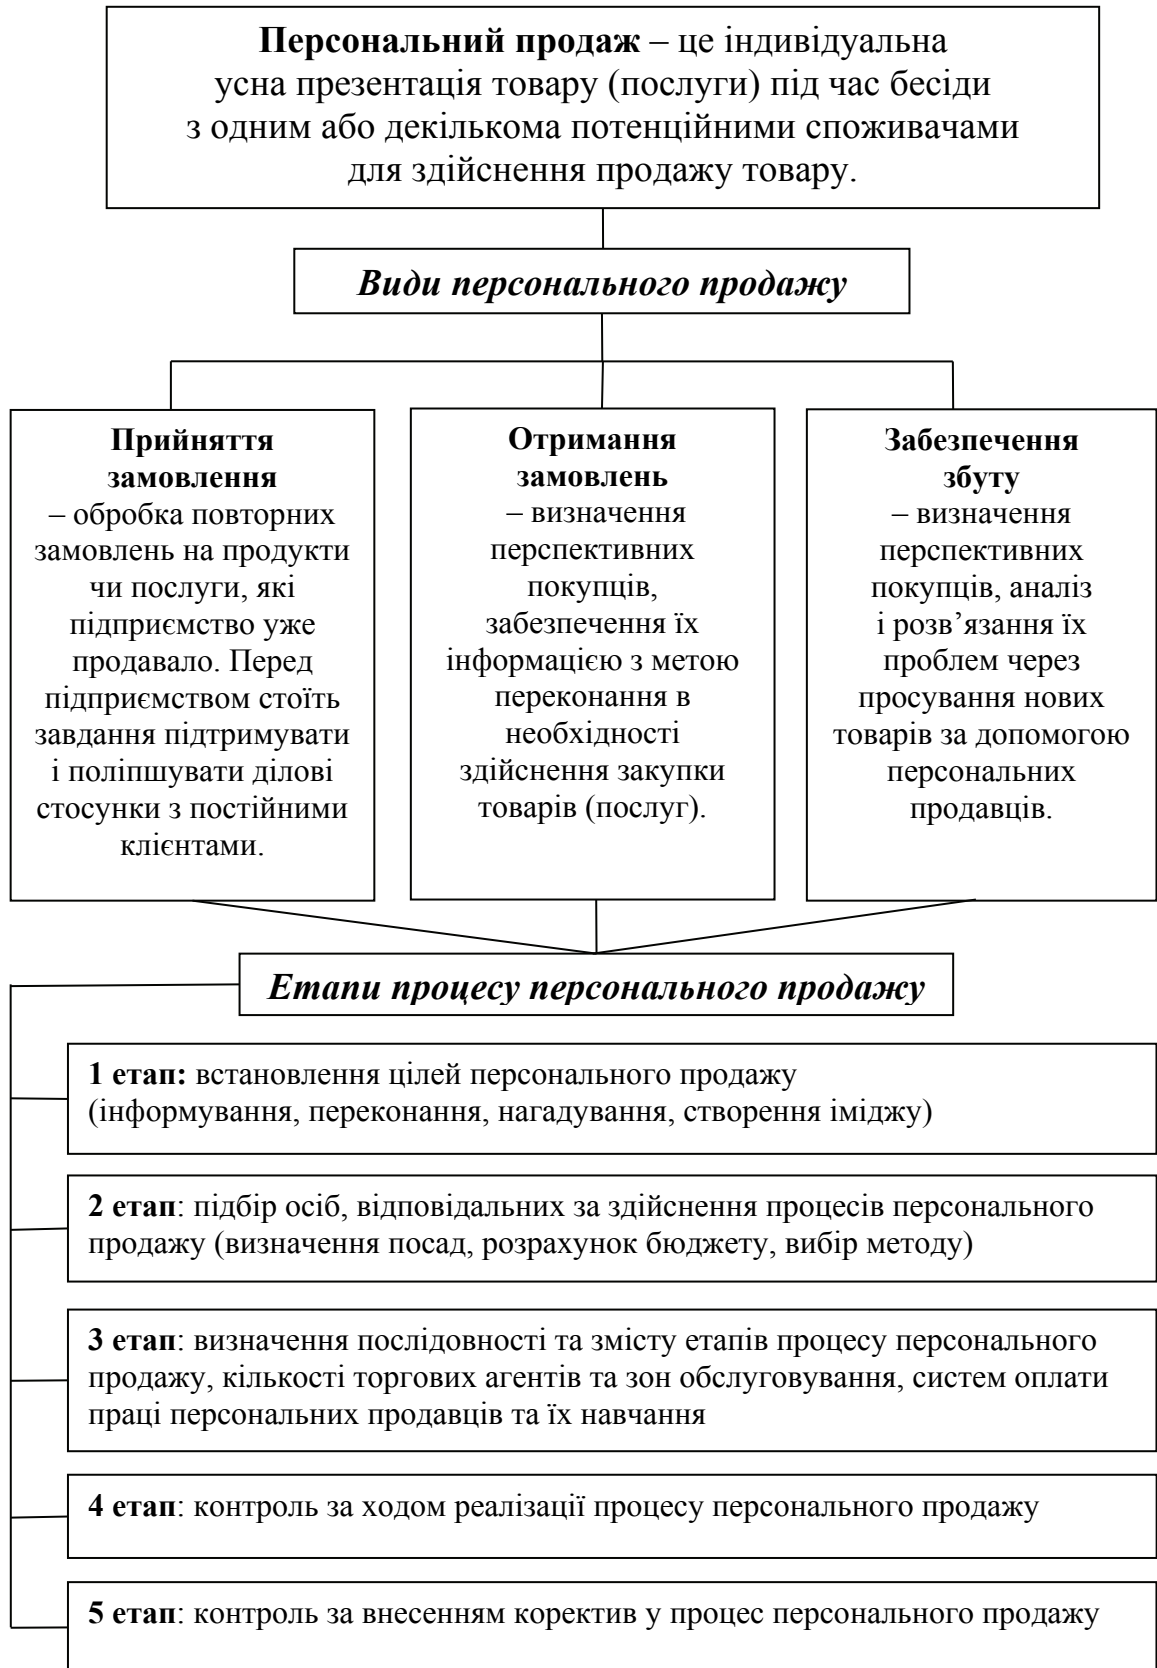 Персональний продаж – це індивідуальна
усна презентація товару (послуги) під час бесіди
з одним або декількома потенційними споживачами
для здійснення продажу товару.
Види персонального продажу
Прийняття
замовлення
– обробка повторних
замовлень на продукти
чи послуги, які
підприємство уже
продавало. Перед
підприємством стоїть
завдання підтримувати
і поліпшувати ділові
стосунки з постійними
клієнтами.
Отримання
замовлень
– визначення
перспективних
покупців,
забезпечення їх
інформацією з метою
переконання в
необхідності
здійснення закупки
товарів (послуг).
Забезпечення
збуту
– визначення
перспективних
покупців, аналіз
і розв’язання їх
проблем через
просування нових
товарів за допомогою
персональних
продавців.
Етапи процесу персонального продажу
1 етап: встановлення цілей персонального продажу
(інформування, переконання, нагадування, створення іміджу)
2 етап: підбір осіб, відповідальних за здійснення процесів персонального
продажу (визначення посад, розрахунок бюджету, вибір методу)
3 етап: визначення послідовності та змісту етапів процесу персонального
продажу, кількості торгових агентів та зон обслуговування, систем оплати
праці персональних продавців та їх навчання
4 етап: контроль за ходом реалізації процесу персонального продажу
5 етап: контроль за внесенням коректив у процес персонального продажу